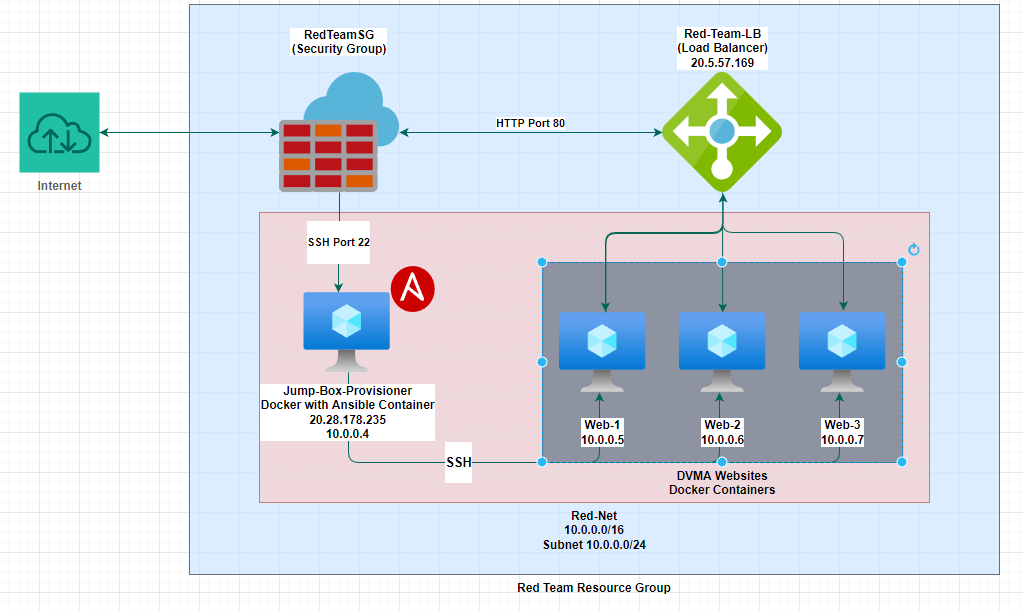 RedTeamSG
(Security Group)
Red-Team-LB
(Load Balancer)
20.5.57.169
HTTP Port 80
Internet
SSH Port 22
Jump-Box-Provisioner
Docker with Ansible Container
20.28.178.235
10.0.0.4
Web-1
10.0.0.5
Web-2
10.0.0.6
Web-3
10.0.0.7
SSH
DVMA Websites
Docker Containers
Red-Net
10.0.0.0/16
Subnet 10.0.0.0/24
Red Team Resource Group